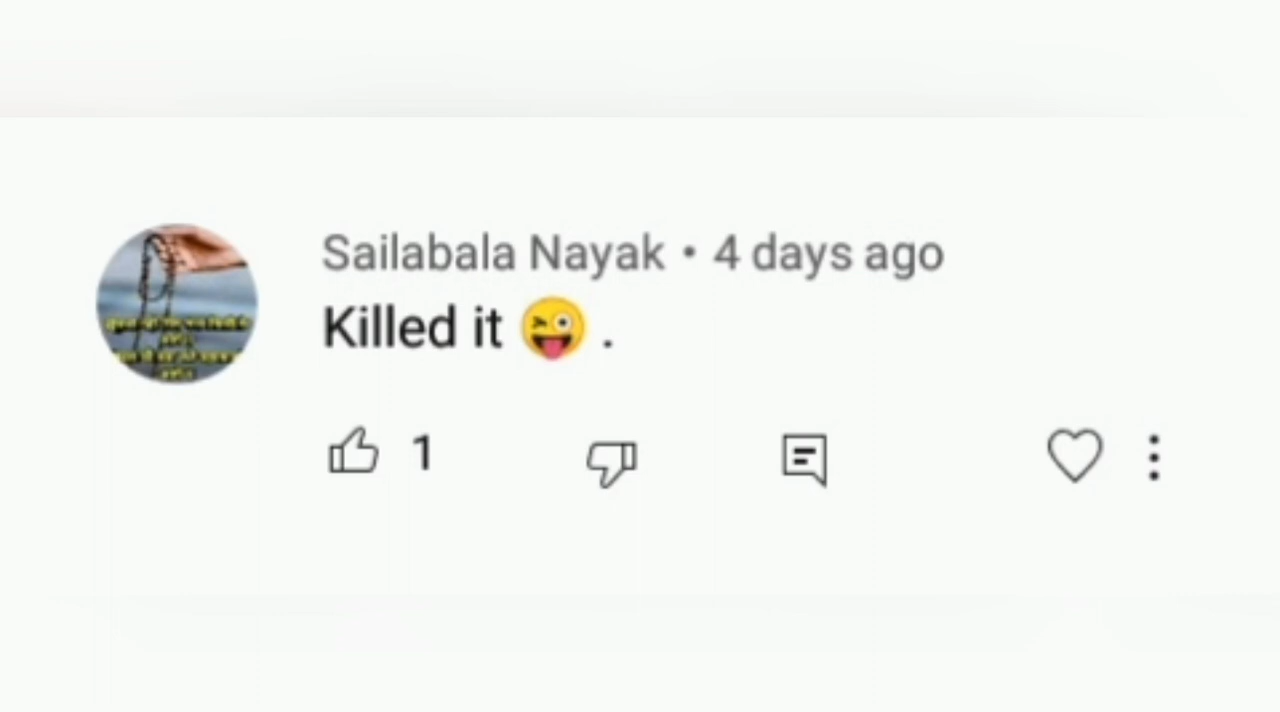 Sailabala Nayak • 4 days ago
Killed it 😜 .
1